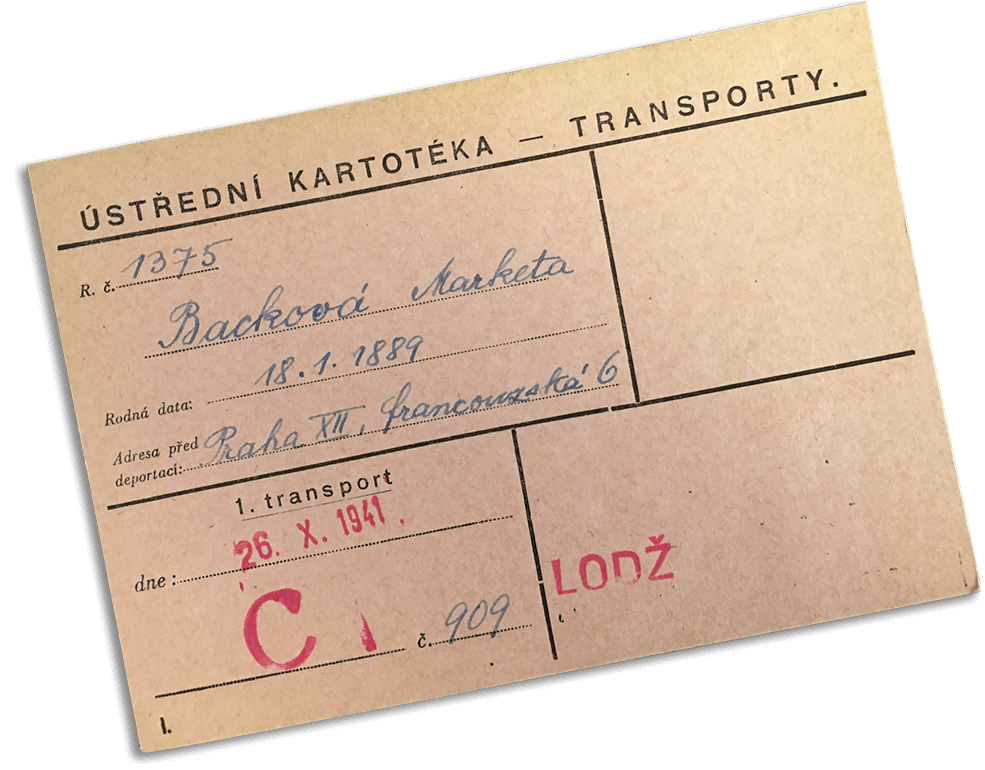 ÚSTŘEDNÍ KARTOTÉKA — TRANSPORTY.
R. č. 1375
Backová Marketa
Rodná data: 18.1.1889
Adresa před
deportací: Praha XII, francouzská 6
1. transport
dne: 26. X. 1941.
C č. 909
LODŽ
I.